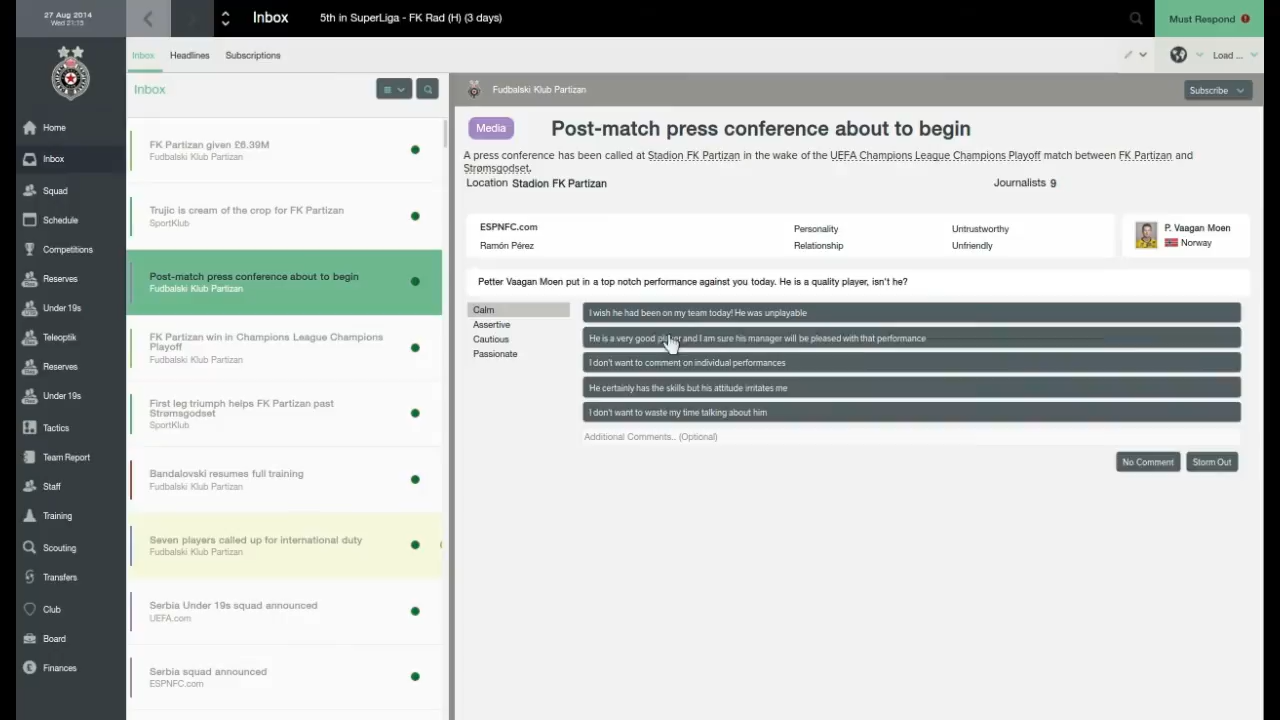 27 Aug 2014
Wed 21:15
Inbox
5th in SuperLiga - FK Rad (H) (3 days)
Must Respond
Inbox
Headlines
Subscriptions
Load ...
Home
Inbox
Squad
Schedule
Competitions
Reserves
Under 19s
Teleoptik
Reserves
Under 19s
Tactics
Team Report
Staff
Training
Scouting
Transfers
Club
Board
Finances
Inbox
FK Partizan given £6.39M
Fudbalski Klub Partizan
Trujic is cream of the crop for FK Partizan
SportKlub
Post-match press conference about to begin
Fudbalski Klub Partizan
FK Partizan win in Champions League Champions
Playoff
Fudbalski Klub Partizan
First leg triumph helps FK Partizan past
Strømsgodset
SportKlub
Bandalovski resumes full training
Fudbalski Klub Partizan
Seven players called up for international duty
Fudbalski Klub Partizan
Serbia Under 19s squad announced
UEFA.com
Serbia squad announced
ESPNFC.com
Fudbalski Klub Partizan
Subscribe
Media
Post-match press conference about to begin
A press conference has been called at Stadion FK Partizan in the wake of the UEFA Champions League Champions Playoff match between FK Partizan and
Strømsgodset.
Location Stadion FK Partizan
Journalists 9
ESPNFC.com
Personality
Untrustworthy
Ramón Pérez
Relationship
Unfriendly
P. Vaagan Moen
Norway
Petter Vaagan Moen put in a top notch performance against you today. He is a quality player, isn't he?
Calm
Assertive
Cautious
Passionate
I wish he had been on my team today! He was unplayable
He is a very good player and I am sure his manager will be pleased with that performance
I don't want to comment on individual performances
He certainly has the skills but his attitude irritates me
I don't want to waste my time talking about him
Additional Comments.. (Optional)
No Comment
Storm Out